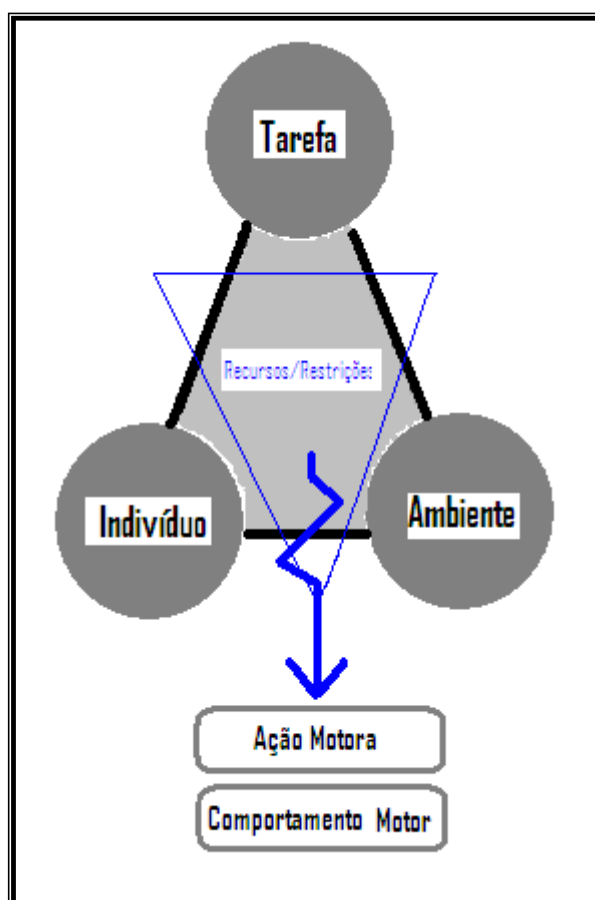 Tarefa
Recursos/Restrições
Indivíduo
Ambiente
Ação Motora
Comportamento Motor